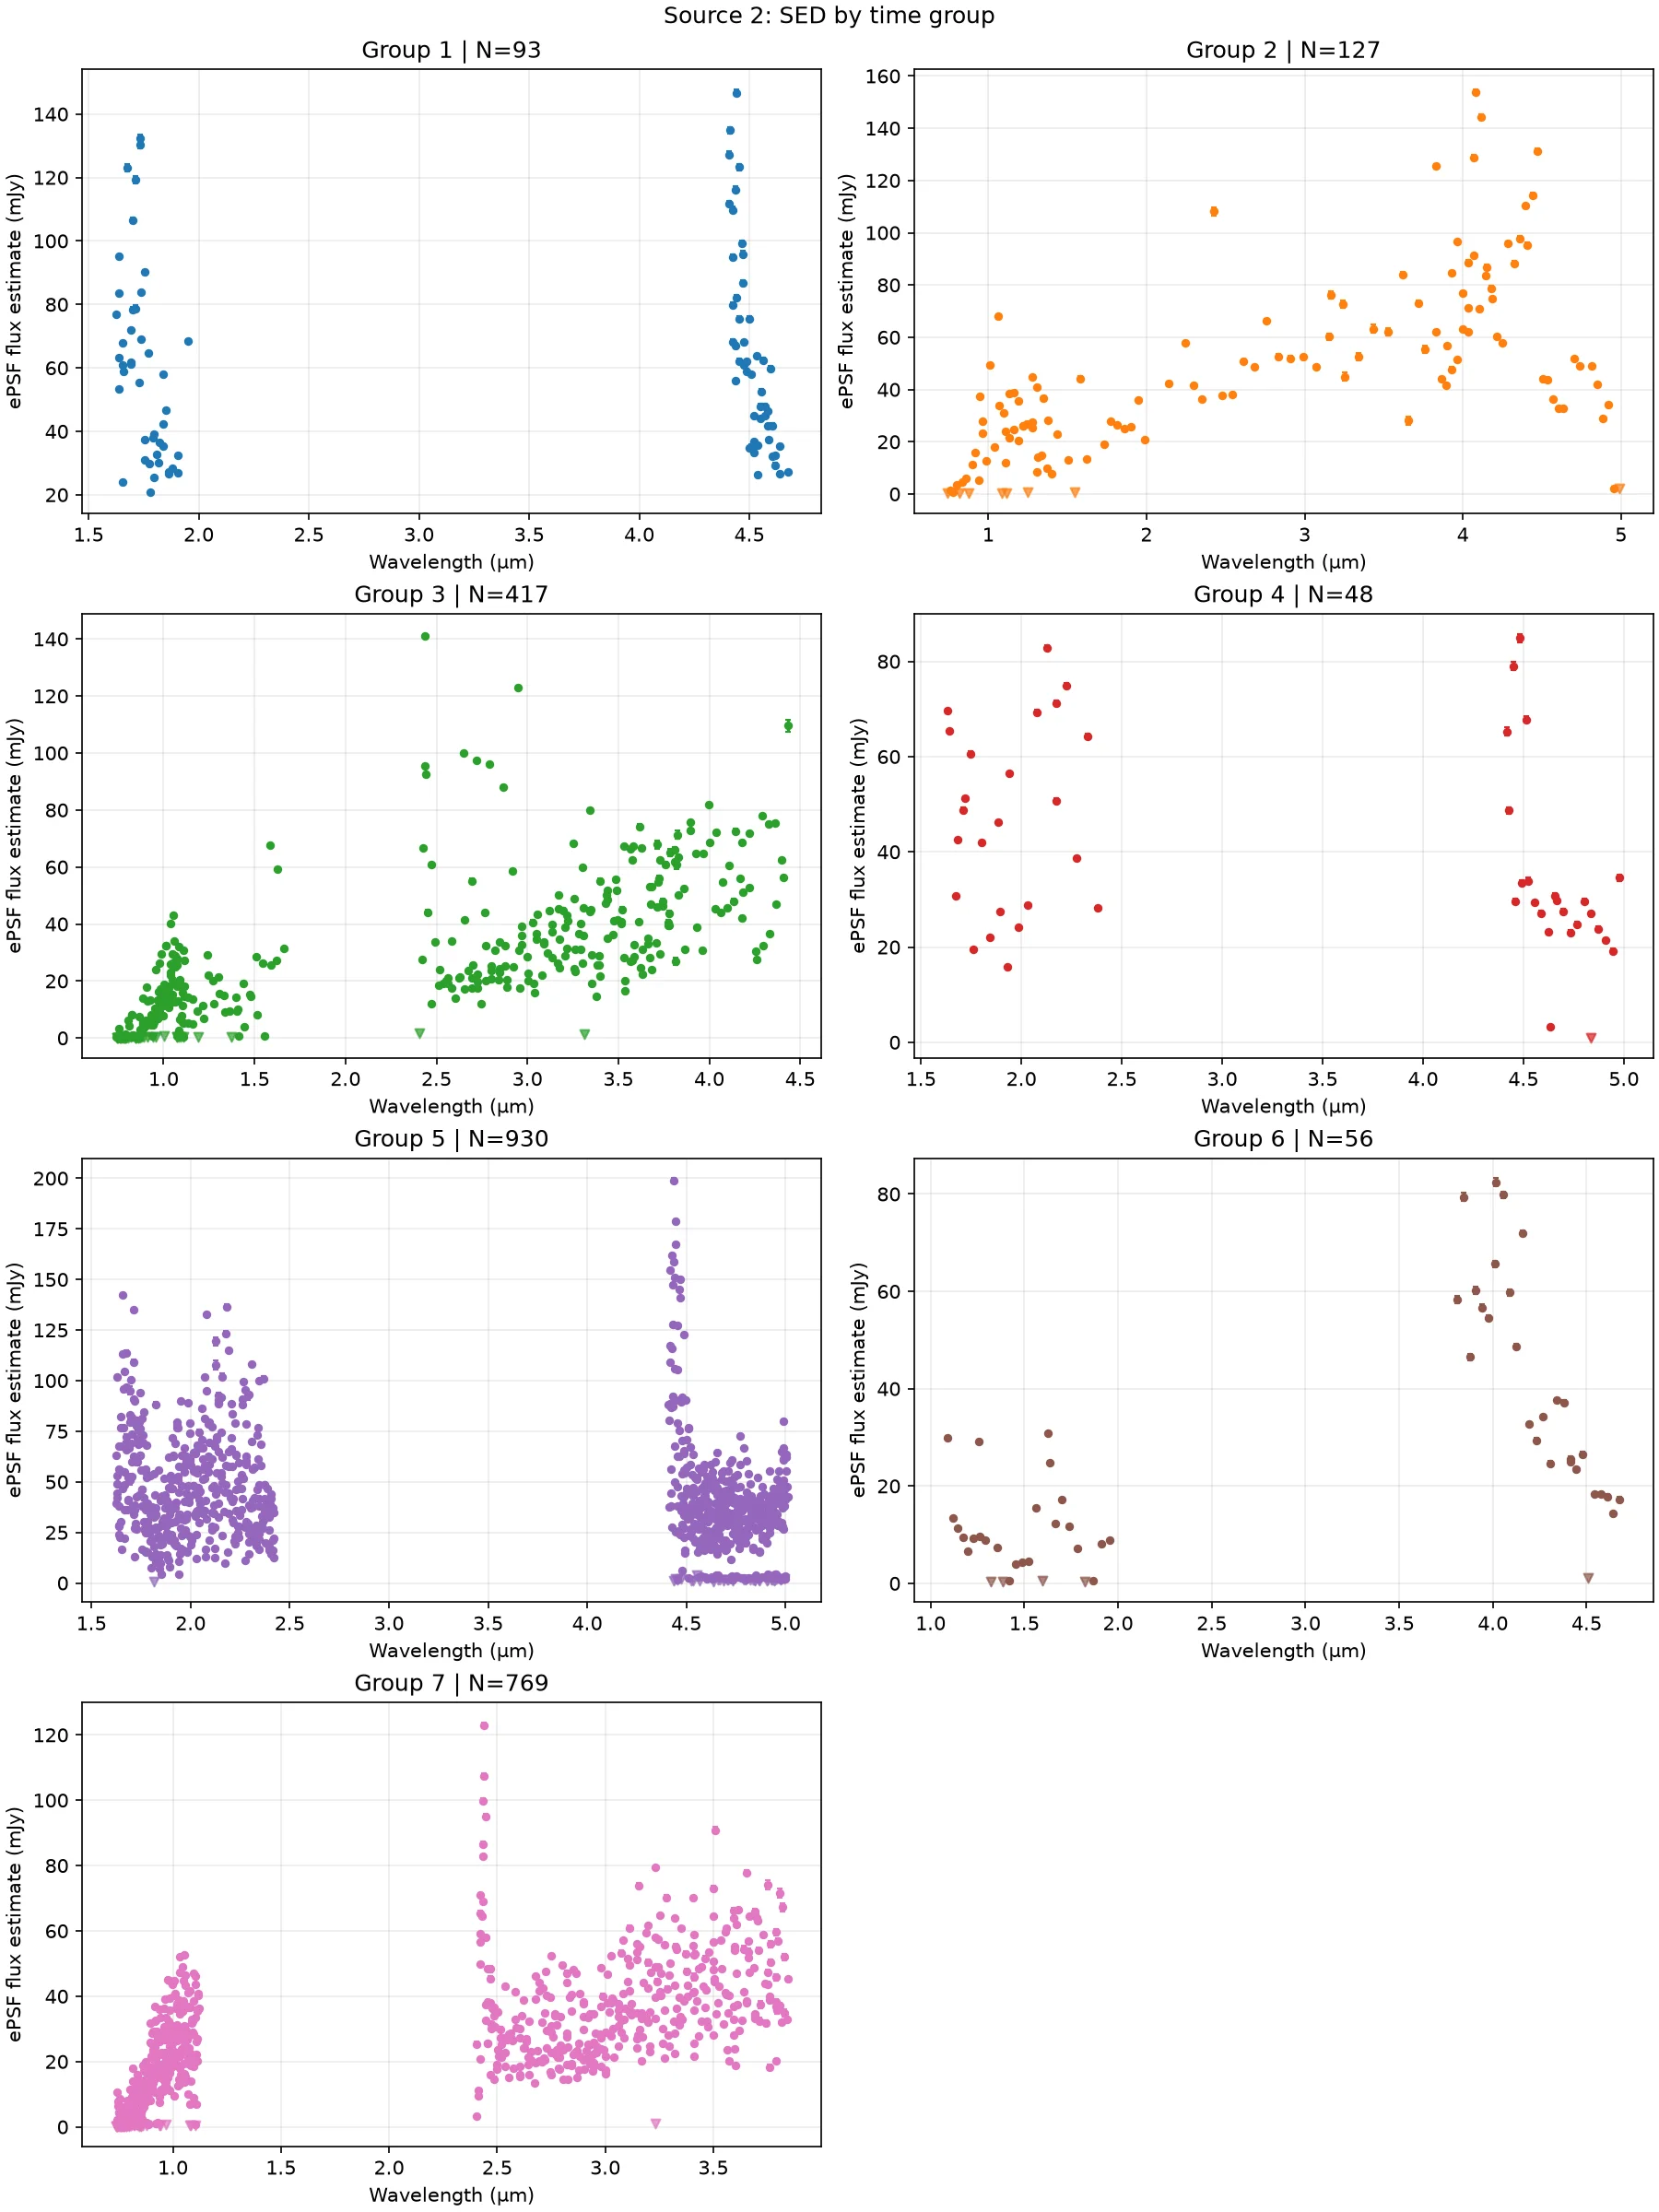 Source 2: SED by time group
Group 1 | N=93
ePSF flux estimate (mJy)
140
120
100
80
60
40
20
1.5 2.0 2.5 3.0 3.5 4.0 4.5
Wavelength (μm)
Group 2 | N=127
ePSF flux estimate (mJy)
160
140
120
100
80
60
40
20
0
1 2 3 4 5
Wavelength (μm)
Group 3 | N=417
ePSF flux estimate (mJy)
140
120
100
80
60
40
20
0
1.0 1.5 2.0 2.5 3.0 3.5 4.0 4.5
Wavelength (μm)
Group 4 | N=48
ePSF flux estimate (mJy)
80
60
40
20
0
1.5 2.0 2.5 3.0 3.5 4.0 4.5 5.0
Wavelength (μm)
Group 5 | N=930
ePSF flux estimate (mJy)
200
175
150
125
100
75
50
25
0
1.5 2.0 2.5 3.0 3.5 4.0 4.5 5.0
Wavelength (μm)
Group 6 | N=56
ePSF flux estimate (mJy)
80
60
40
20
0
1.0 1.5 2.0 2.5 3.0 3.5 4.0 4.5
Wavelength (μm)
Group 7 | N=769
ePSF flux estimate (mJy)
120
100
80
60
40
20
0
1.0 1.5 2.0 2.5 3.0 3.5
Wavelength (μm)